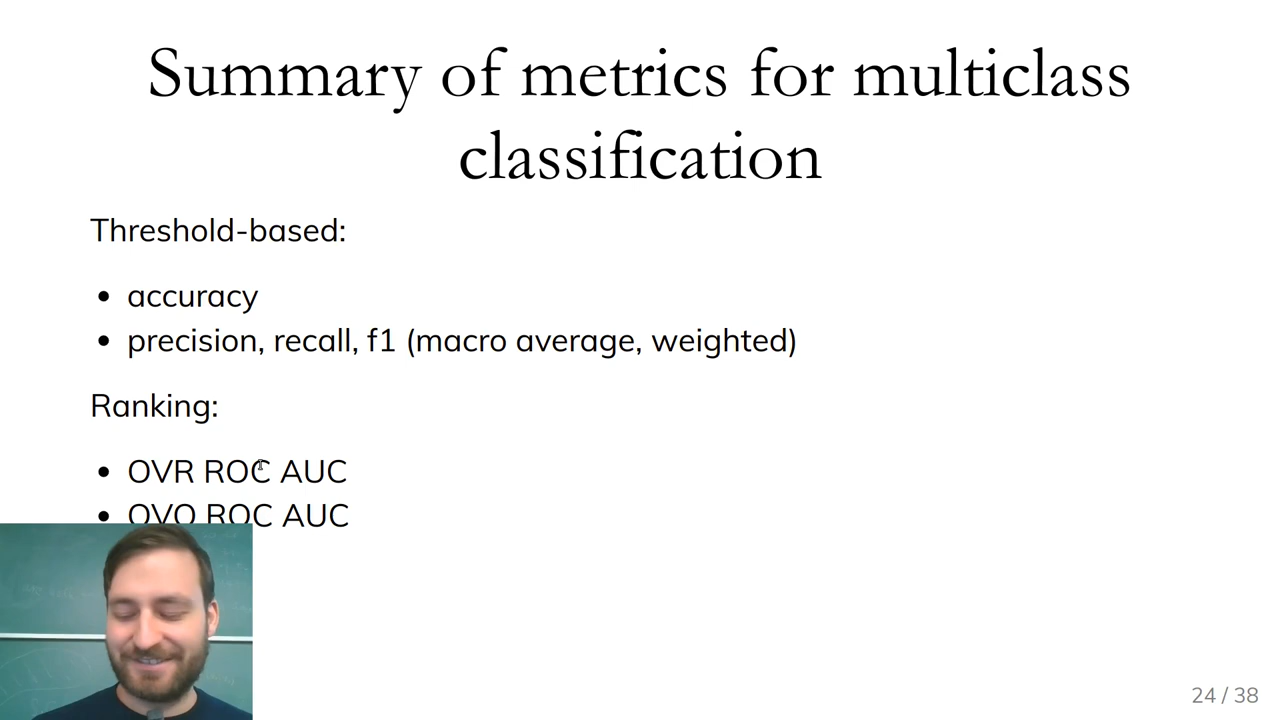 Summary of metrics for multiclass
classification
Threshold-based:
• accuracy
• precision, recall, f1 (macro average, weighted)
Ranking:
• OVR ROC AUC
• OVO ROC AUC
24 / 38